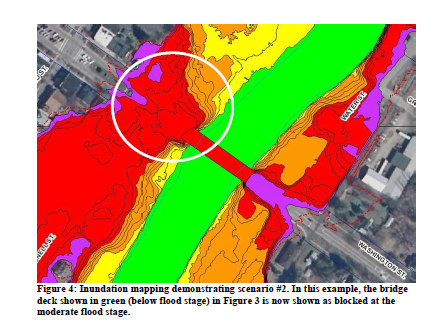 WATER ST.
WASHINGTON ST.
Figure 4: Inundation mapping demonstrating scenario #2. In this example, the bridge
deck shown in green (below flood stage) in Figure 3 is now shown as blocked at the
moderate flood stage.